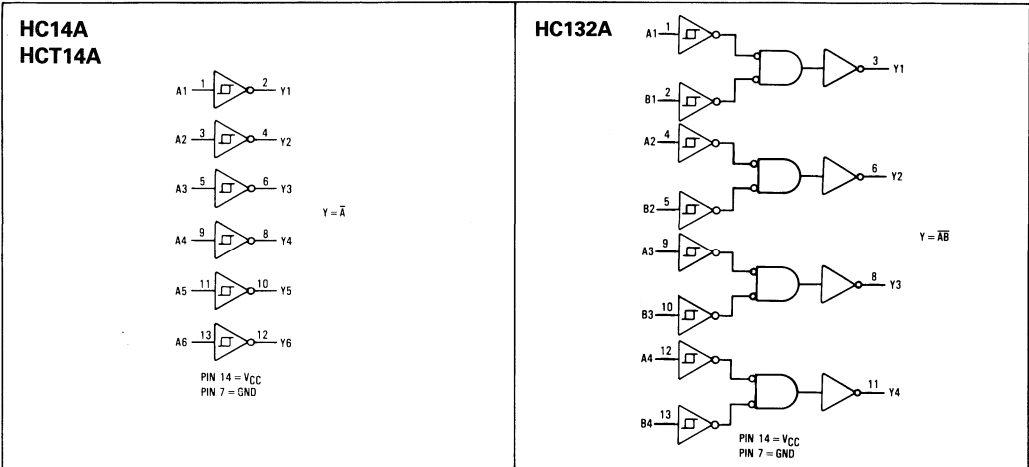 HC14A
HCT14A
A1 1 2 Y1
A2 3 4 Y2
A3 5 6 Y3
Y = A̅
A4 9 8 Y4
A5 11 10 Y5
A6 13 12 Y6
PIN 14 = VCC
PIN 7 = GND
HC132A
A1 1
3 Y1
B1 2
A2 4
6 Y2
B2 5
Y = A̅B̅
A3 9
8 Y3
B3 10
A4 12
11 Y4
B4 13
PIN 14 = VCC
PIN 7 = GND